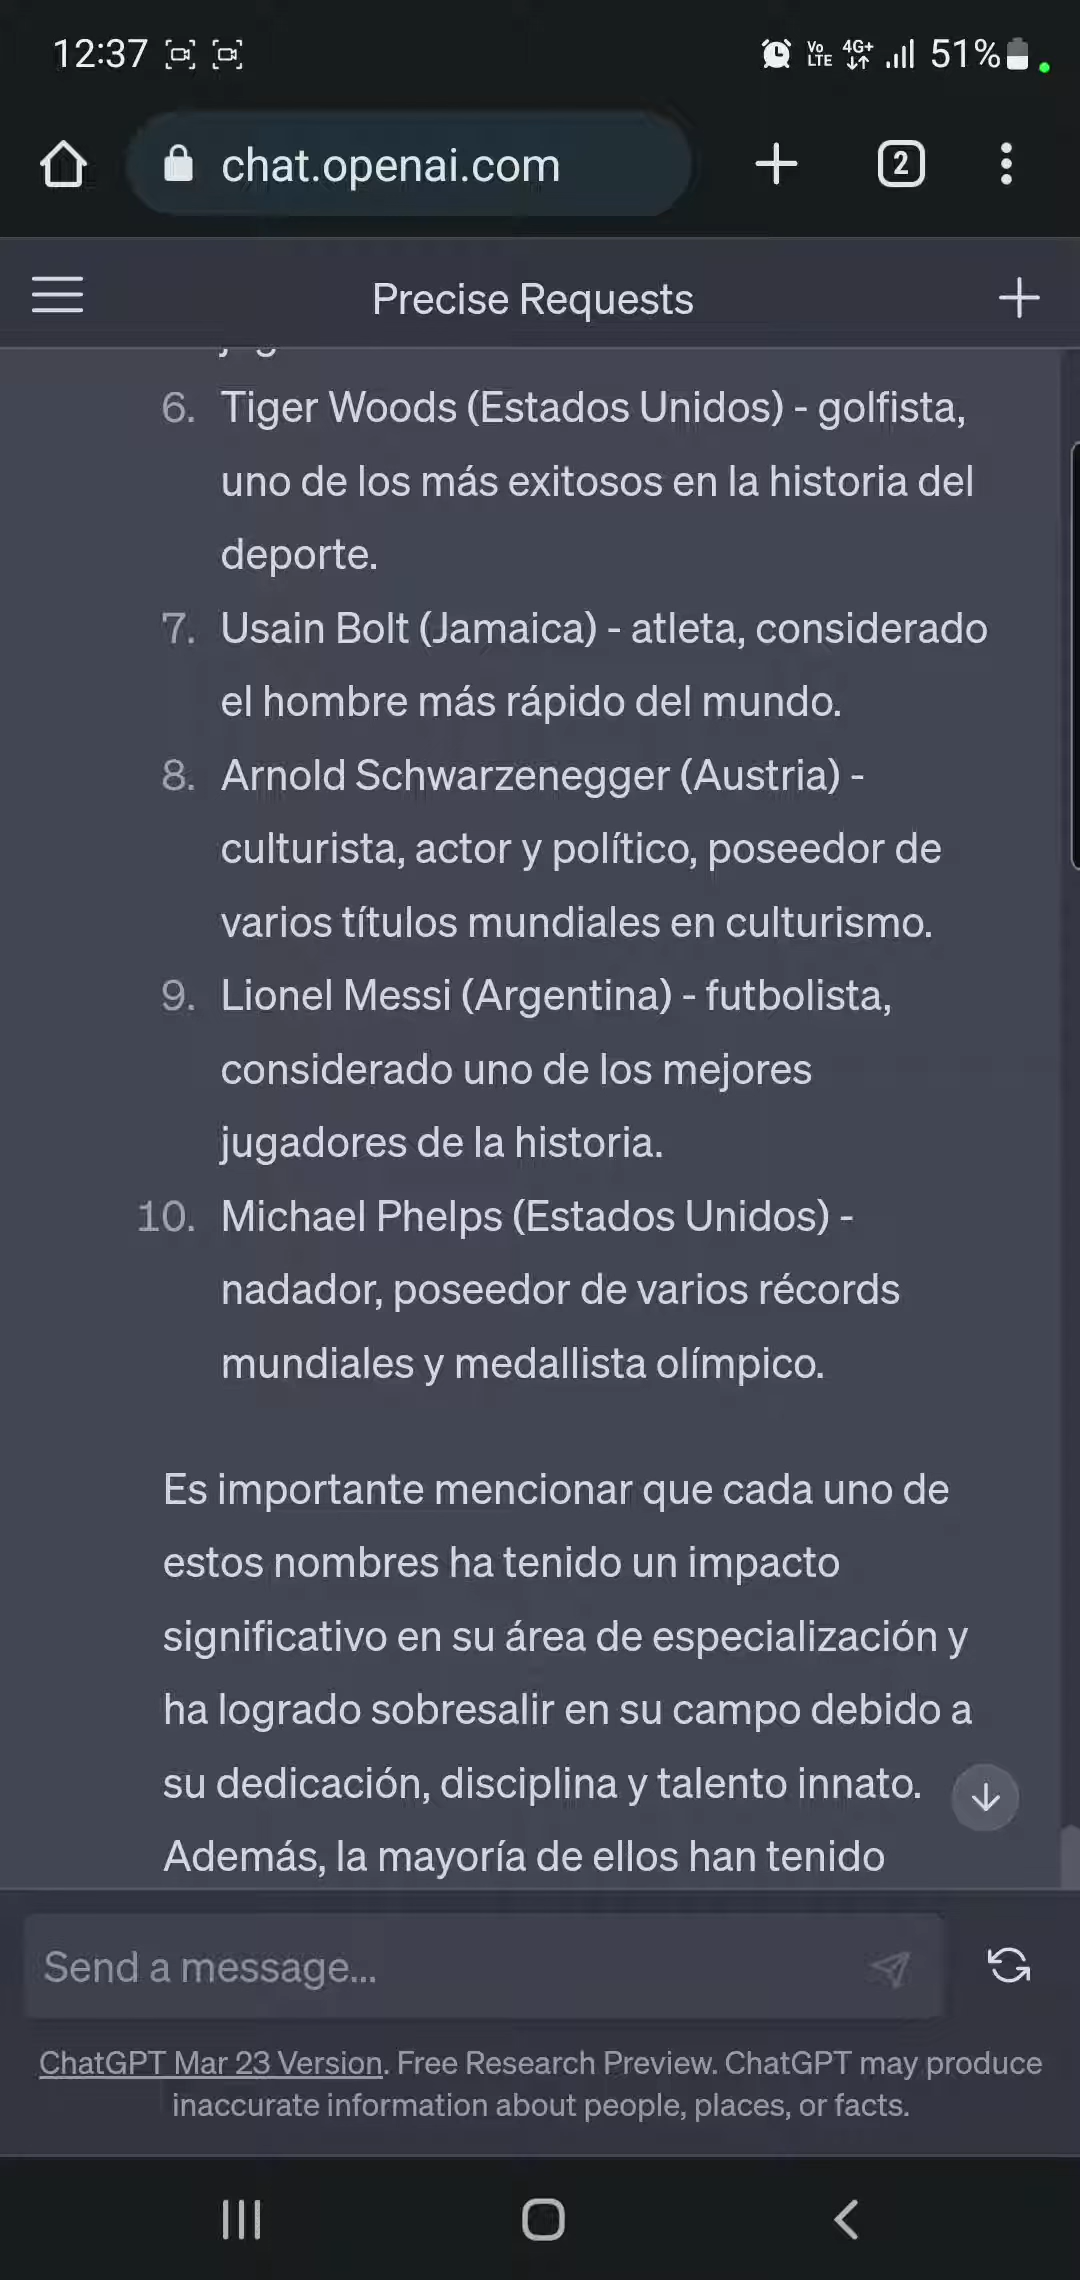 12:37 Vo LTE 4G+ 51%
chat.openai.com 2
Precise Requests
6. Tiger Woods (Estados Unidos) - golfista,
uno de los más exitosos en la historia del
deporte.
7. Usain Bolt (Jamaica) - atleta, considerado
el hombre más rápido del mundo.
8. Arnold Schwarzenegger (Austria) -
culturista, actor y político, poseedor de
varios títulos mundiales en culturismo.
9. Lionel Messi (Argentina) - futbolista,
considerado uno de los mejores
jugadores de la historia.
10. Michael Phelps (Estados Unidos) -
nadador, poseedor de varios récords
mundiales y medallista olímpico.
Es importante mencionar que cada uno de
estos nombres ha tenido un impacto
significativo en su área de especialización y
ha logrado sobresalir en su campo debido a
su dedicación, disciplina y talento innato.
Además, la mayoría de ellos han tenido
Send a message...
ChatGPT Mar 23 Version. Free Research Preview. ChatGPT may produce
inaccurate information about people, places, or facts.